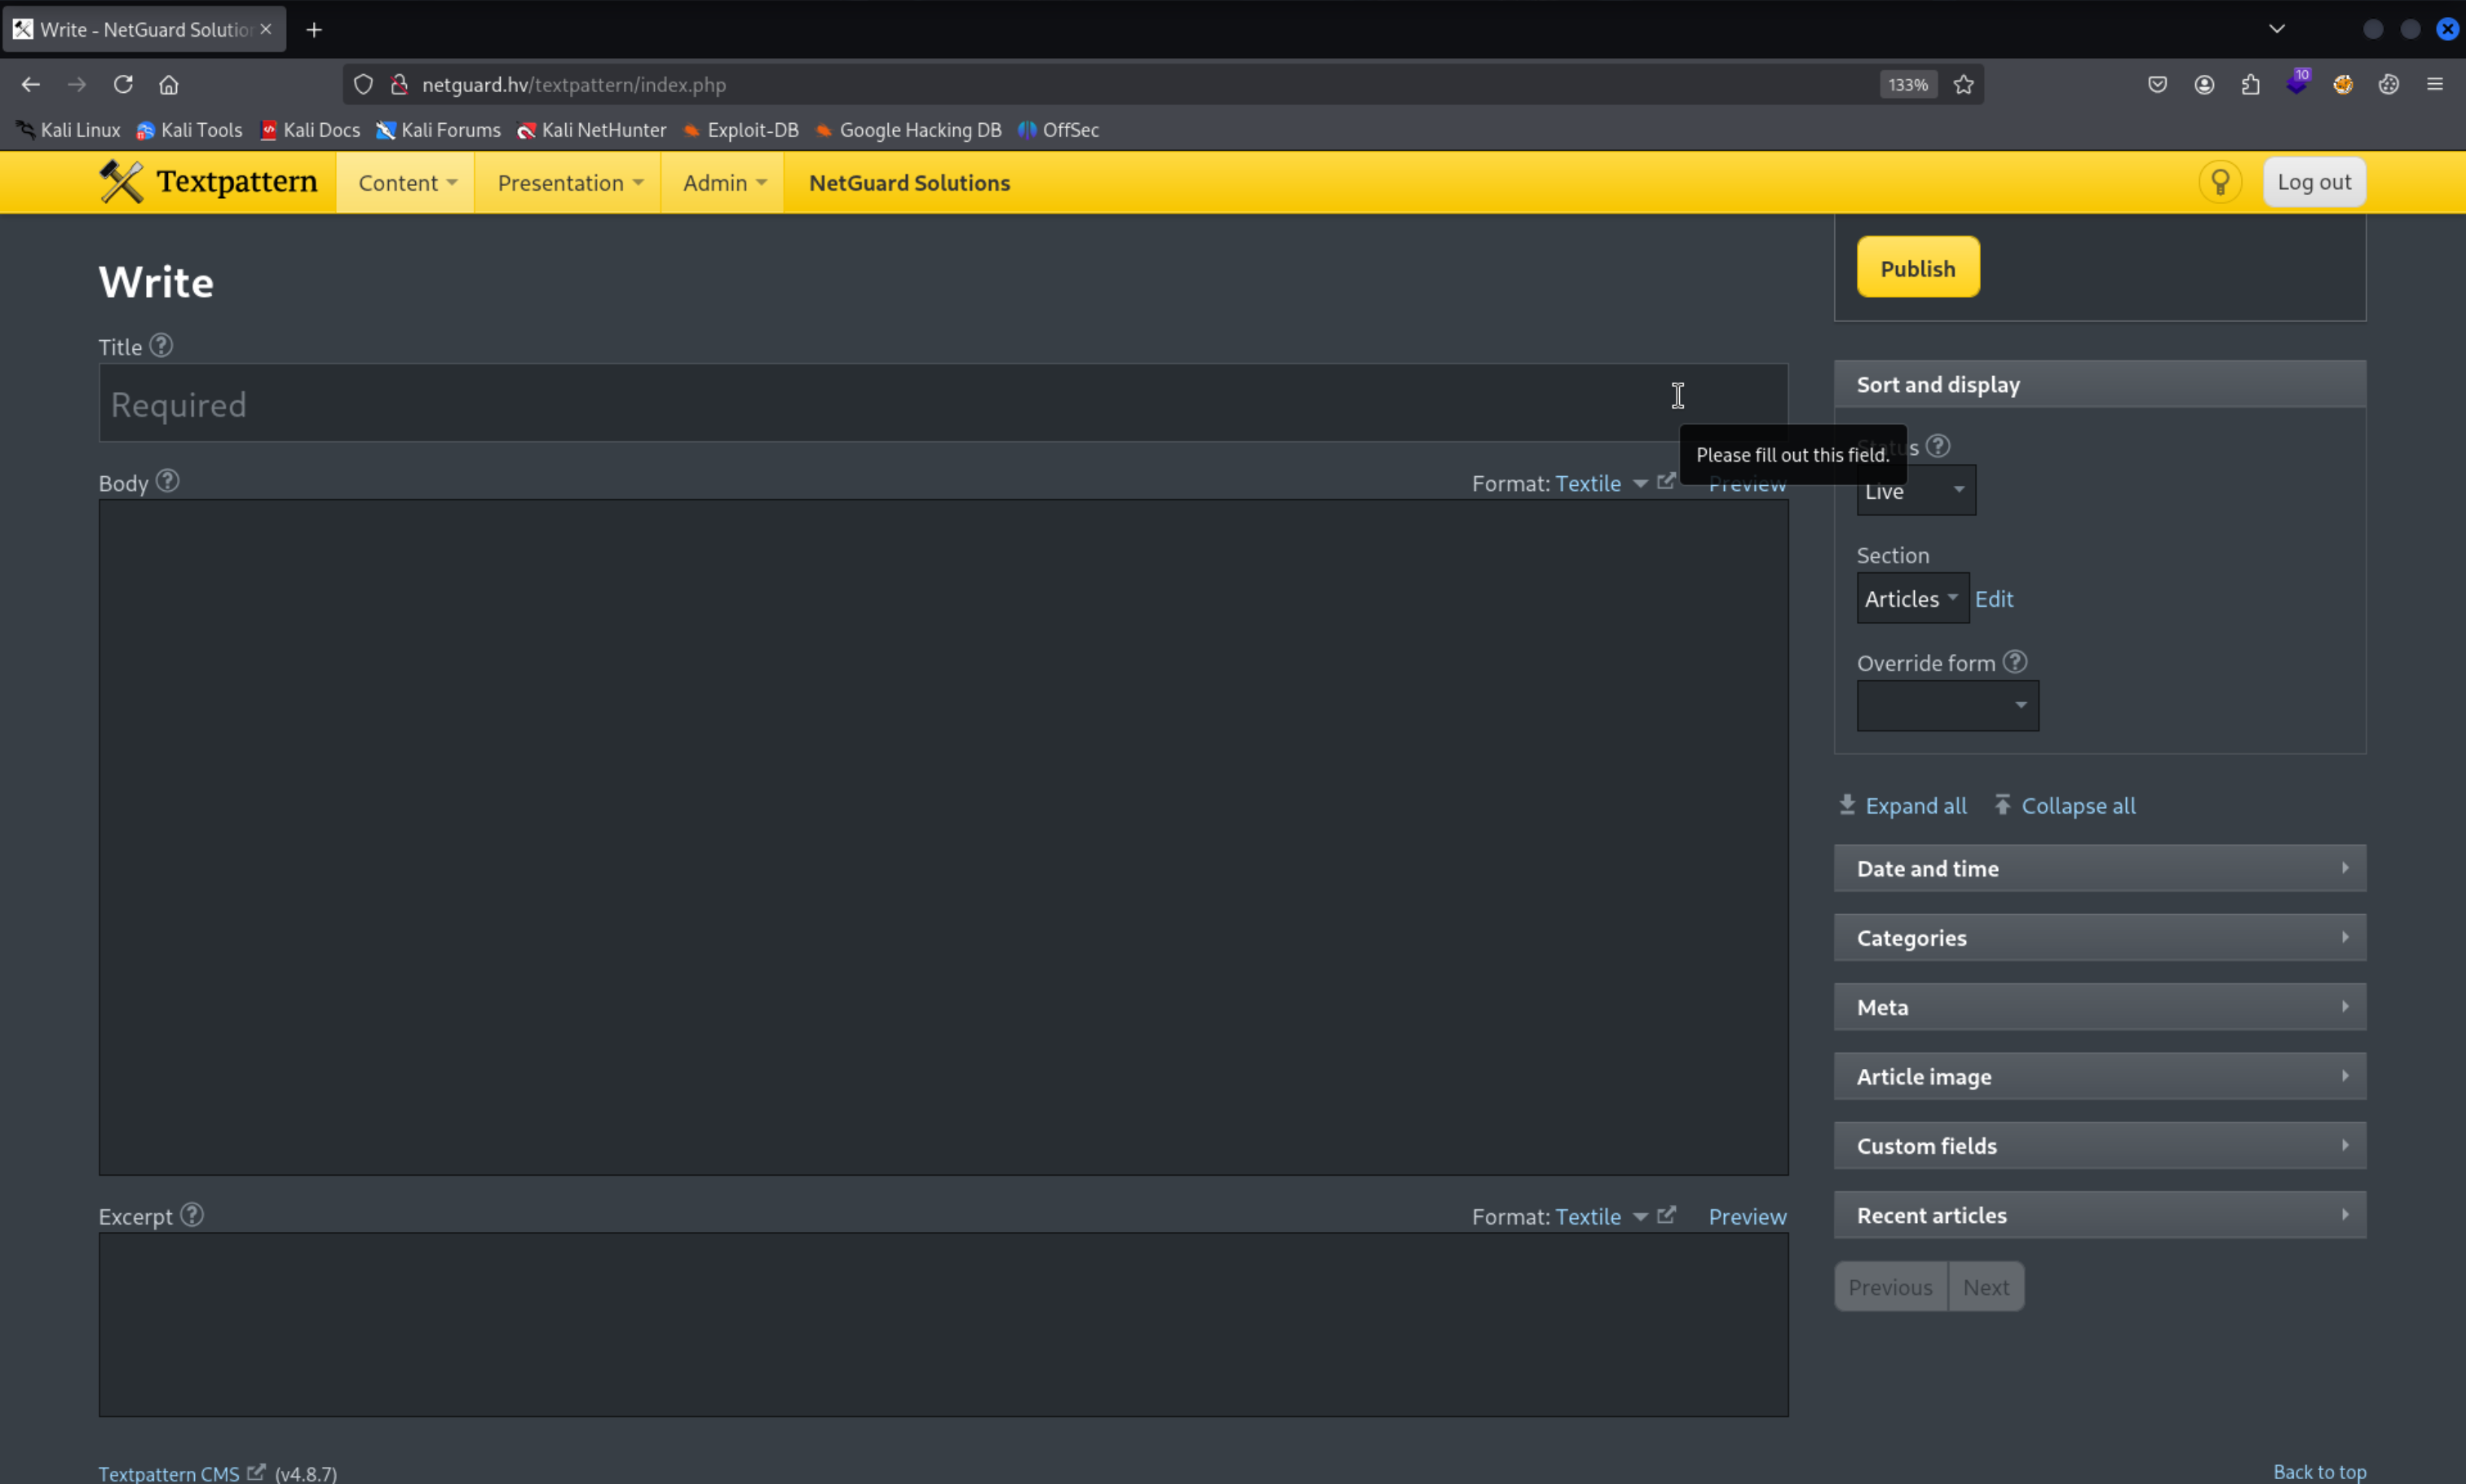 Write - NetGuard Solutio
netguard.hv/textpattern/index.php
133%
10
Kali Linux Kali Tools Kali Docs Kali Forums Kali NetHunter Exploit-DB Google Hacking DB OffSec
Textpattern Content Presentation Admin NetGuard Solutions Log out
Write
Publish
Title ?
Required
Sort and display
Please fill out this field.
Status ?
Live
Body ? Format: Textile Preview
Section
Articles Edit
Override form ?
Expand all Collapse all
Date and time
Categories
Meta
Article image
Custom fields
Recent articles
Excerpt ? Format: Textile Preview
Previous Next
Textpattern CMS (v4.8.7)
Back to top